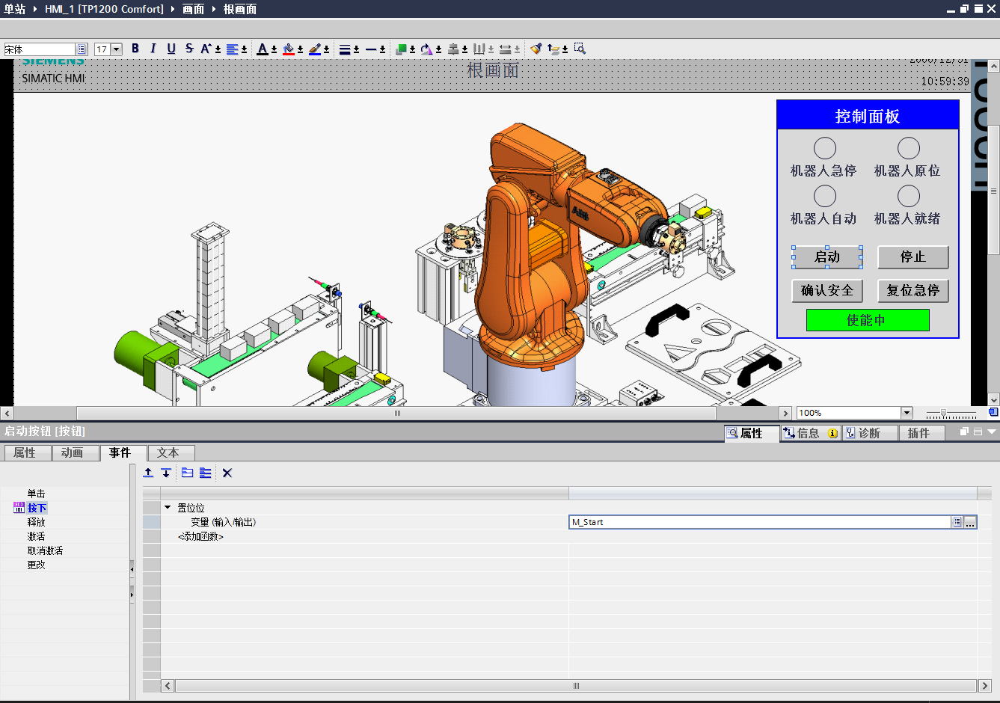 单站 HMI_1 [TP1200 Comfort] 画面 根画面
宋体 17 B I U S A A
SIEMENS
SIMATIC HMI
根画面
10:59:39
控制面板
机器人急停 机器人原位
机器人自动 机器人就绪
启动 停止
确认安全 复位急停
使能中
ABB
100%
启动按钮 [按钮]
属性 信息 诊断 插件
属性 动画 事件 文本
单击
按下
释放
激活
取消激活
更改
置位位
变量 (输入/输出) M_Start ...
<添加函数>